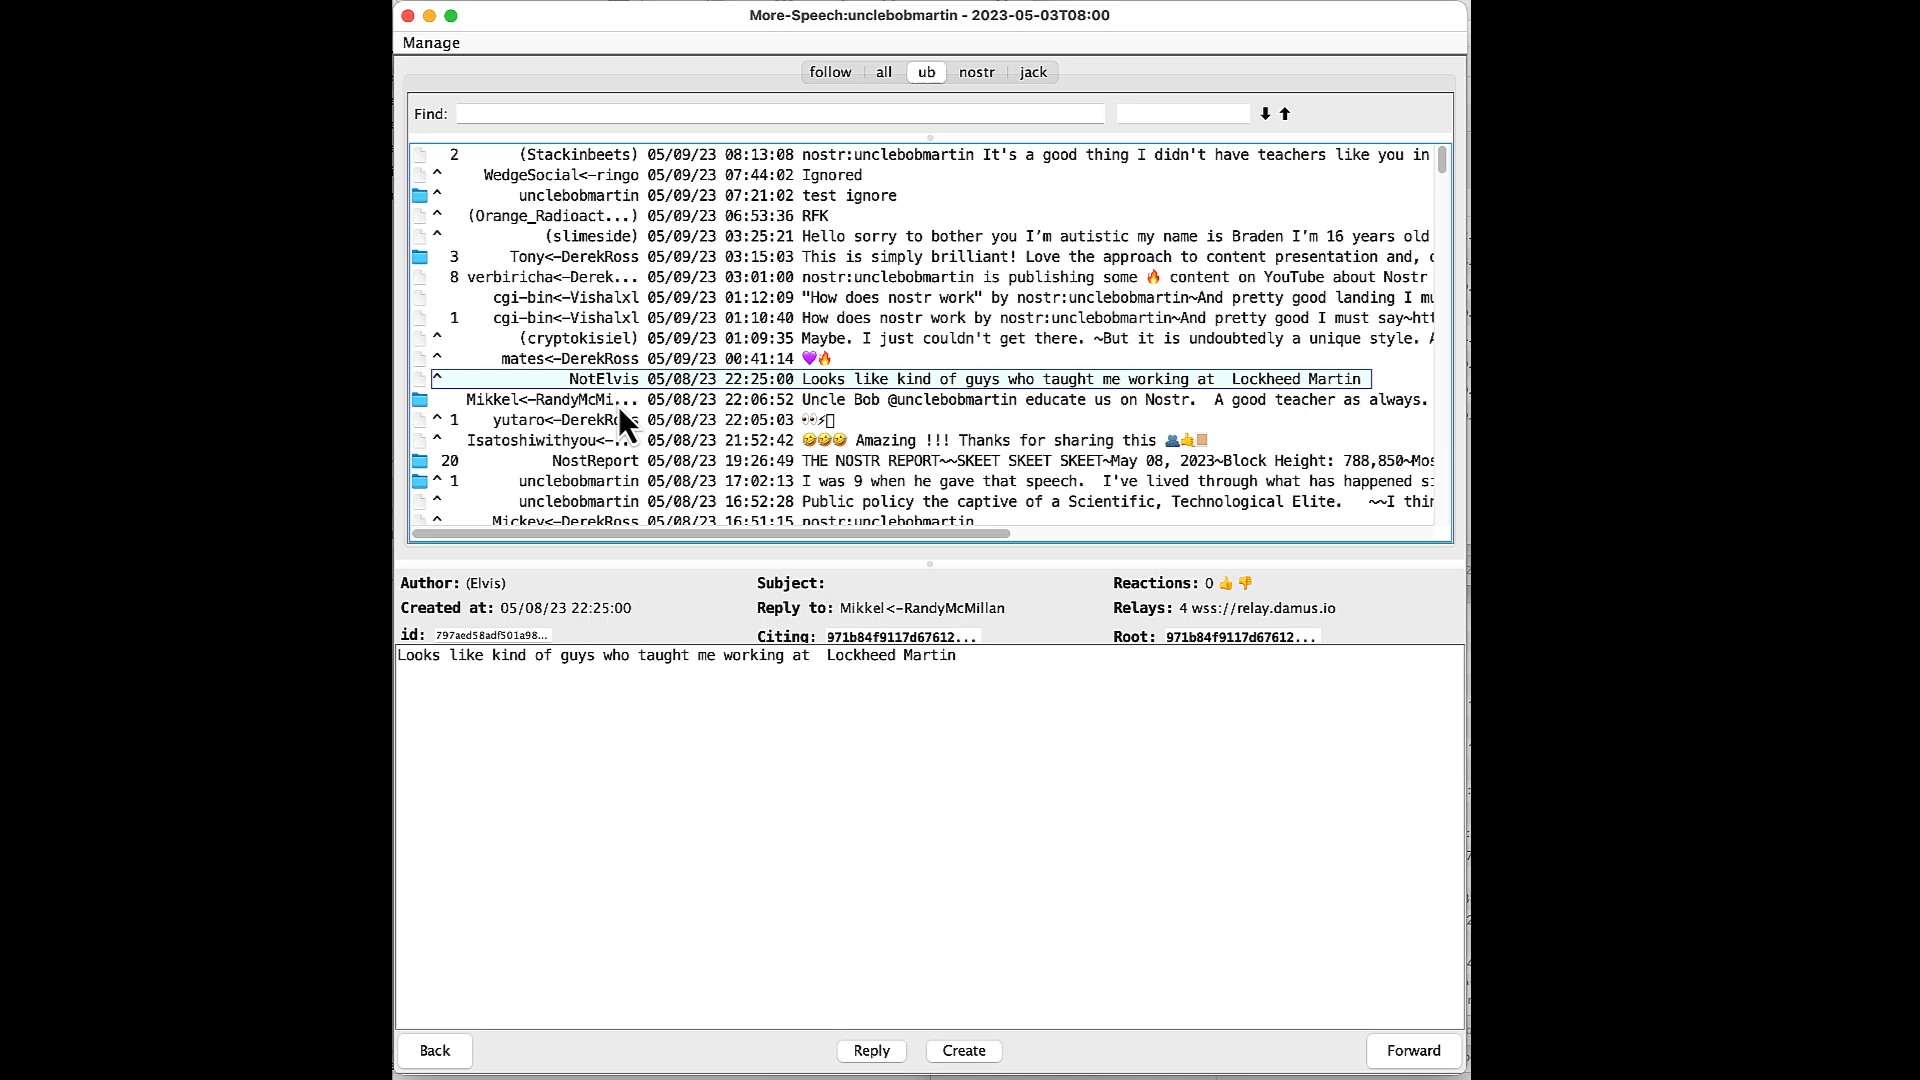 More-Speech:unclebobmartin - 2023-05-03T08:00
Manage
follow all ub nostr jack
Find:
2 (Stackinbeets) 05/09/23 08:13:08 nostr:unclebobmartin It's a good thing I didn't have teachers like you in
^ WedgeSocial<-ringo 05/09/23 07:44:02 Ignored
^ unclebobmartin 05/09/23 07:21:02 test ignore
^ (Orange_Radioact...) 05/09/23 06:53:36 RFK
^ (slimeside) 05/09/23 03:25:21 Hello sorry to bother you I’m autistic my name is Braden I’m 16 years old
3 Tony<-DerekRoss 05/09/23 03:15:03 This is simply brilliant! Love the approach to content presentation and,
8 verbiricha<-Derek... 05/09/23 03:01:00 nostr:unclebobmartin is publishing some 🔥 content on YouTube about Nostr
cgi-bin<-Vishalxl 05/09/23 01:12:09 "How does nostr work" by nostr:unclebobmartin~And pretty good landing I mu
1 cgi-bin<-Vishalxl 05/09/23 01:10:40 How does nostr work by nostr:unclebobmartin~And pretty good I must say~htt
^ (cryptokisiel) 05/09/23 01:09:35 Maybe. I just couldn't get there. ~But it is undoubtedly a unique style.
^ mates<-DerekRoss 05/09/23 00:41:14 💜🔥
^ NotElvis 05/08/23 22:25:00 Looks like kind of guys who taught me working at  Lockheed Martin
Mikkel<-RandyMcMi... 05/08/23 22:06:52 Uncle Bob @unclebobmartin educate us on Nostr.  A good teacher as always.
^ 1 yutaro<-DerekRoss 05/08/23 22:05:03 👀⚡
^ Isatoshiwithyou<-... 05/08/23 21:52:42 🤣🤣🤣 Amazing !!! Thanks for sharing this
20 NostReport 05/08/23 19:26:49 THE NOSTR REPORT~~SKEET SKEET SKEET~May 08, 2023~Block Height: 788,850~Mos
^ 1 unclebobmartin 05/08/23 17:02:13 I was 9 when he gave that speech.  I've lived through what has happened si
^ unclebobmartin 05/08/23 16:52:28 Public policy the captive of a Scientific, Technological Elite.   ~~I thin
^ Mickey<-DerekRoss 05/08/23 16:51:15 nostr:unclebobmartin
Author: (Elvis) Subject: Reactions: 0 👍 👎
Created at: 05/08/23 22:25:00 Reply to: Mikkel<-RandyMcMillan Relays: 4 wss://relay.damus.io
id: 797aed58adf501a98... Citing: 971b84f9117d67612... Root: 971b84f9117d67612...
Looks like kind of guys who taught me working at  Lockheed Martin
Back Reply Create Forward